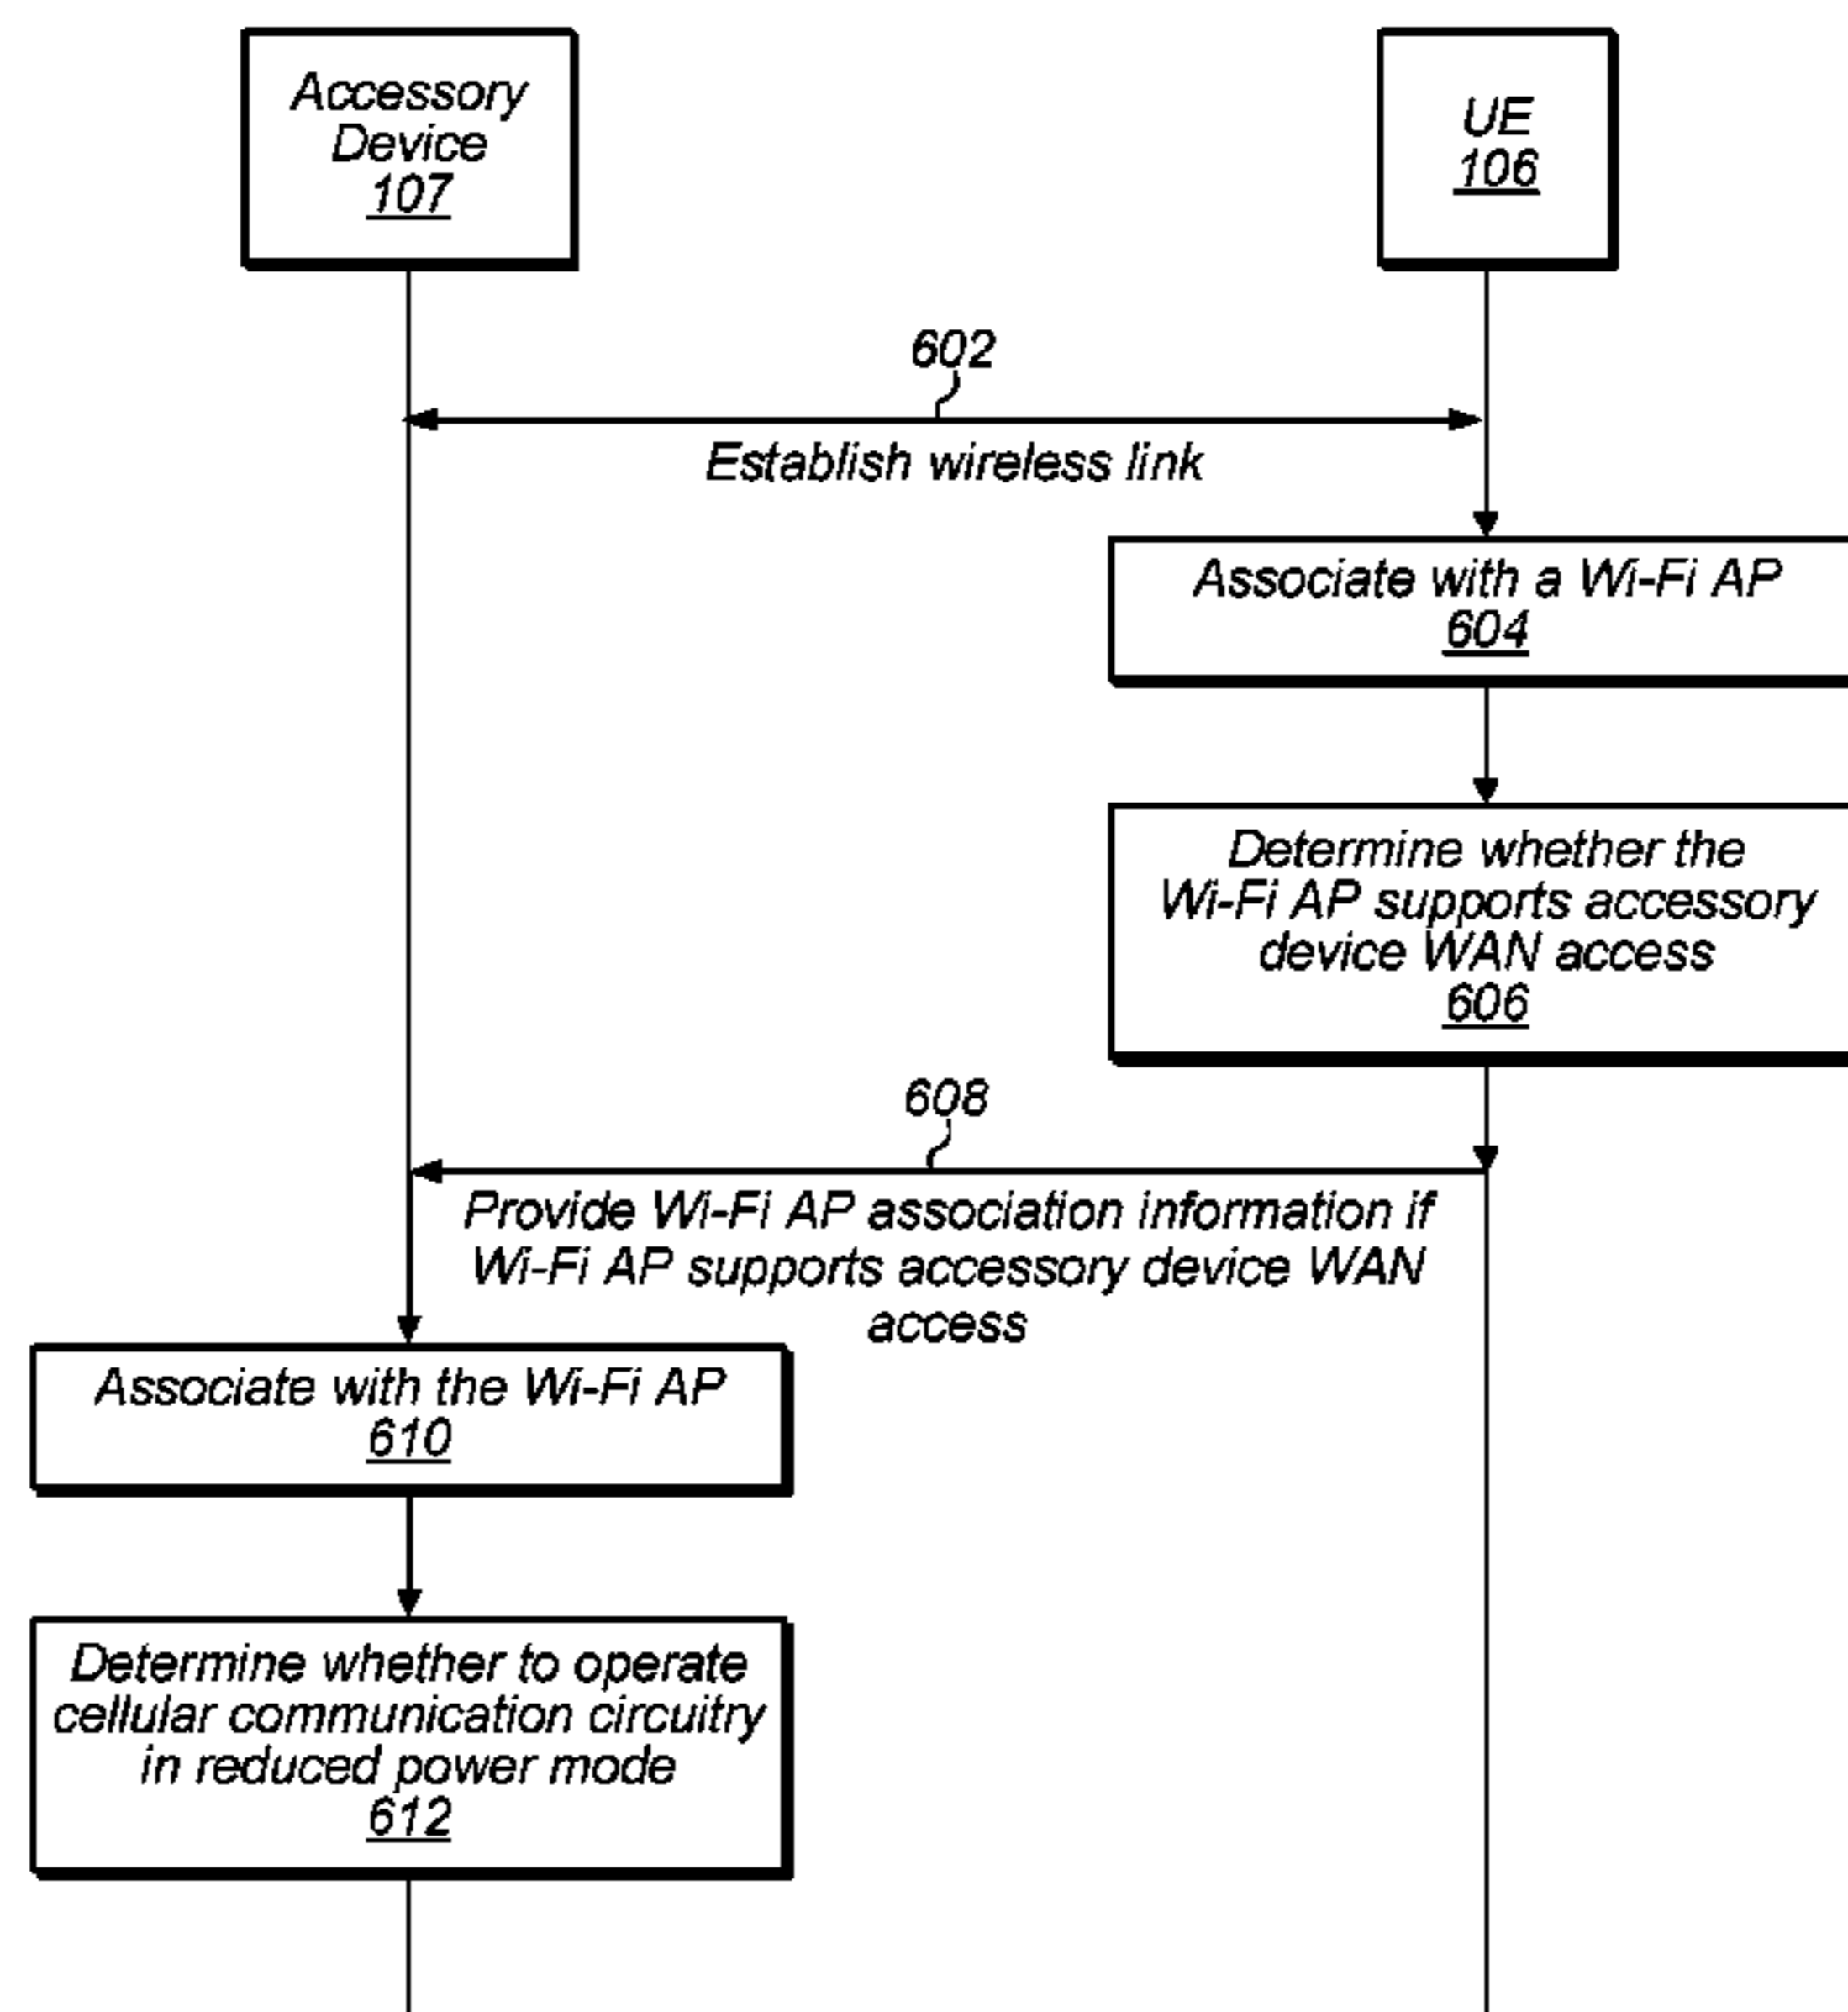 Accessory
Device
107
UE
106
602
Establish wireless link
Associate with a Wi-Fi AP
604
Determine whether the
Wi-Fi AP supports accessory
device WAN access
606
608
Provide Wi-Fi AP association information if
Wi-Fi AP supports accessory device WAN
access
Associate with the Wi-Fi AP
610
Determine whether to operate
cellular communication circuitry
in reduced power mode
612